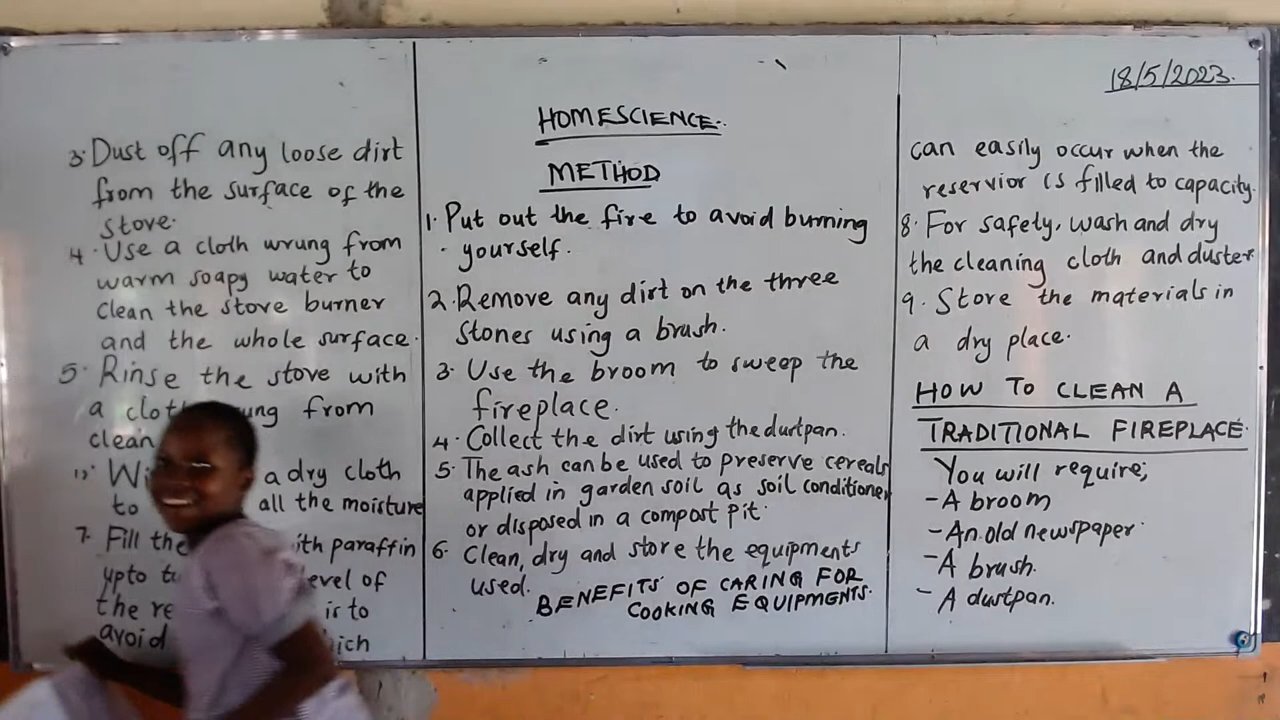 3. Dust off any loose dirt
from the surface of the
stove.
4. Use a cloth wrung from
warm soapy water to
clean the stove burner
and the whole surface.
5. Rinse the stove with
a from
clean
a dry cloth
to all the moisture
7. Fill the paraffin
upto
the is to
avoid
HOMESCIENCE:.
METHOD
1. Put out the fire to avoid burning
yourself.
2. Remove any dirt on the three
stones using a brush.
3. Use the broom to sweep the
fireplace.
4. Collect the dirt using the dustpan.
5. The ash can be used to preserve cereals
applied in garden soil as soil conditioner
or disposed in a compost pit.
6. Clean, dry and store the equipments
used.
BENEFITS OF CARING FOR
COOKING EQUIPMENTS.
18/5/2023.
can easily occur when the
reservior is filled to capacity.
8. For safety, wash and dry
the cleaning cloth and duster
9. Store the materials in
a dry place.
HOW TO CLEAN A
TRADITIONAL FIREPLACE.
You will require;
- A broom
- An old newspaper
- A brush.
- A dustpan.